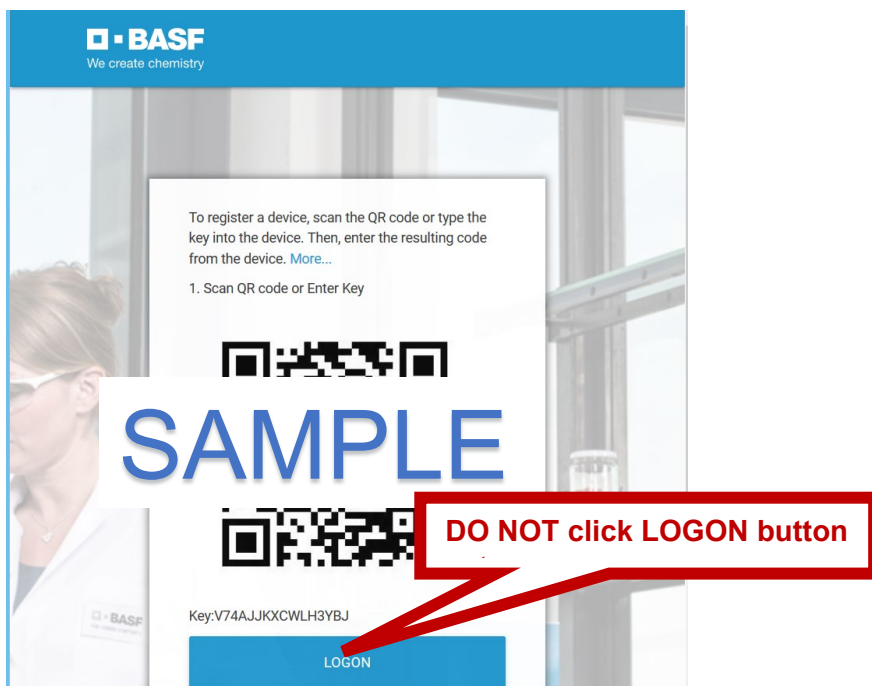 BASF
We create chemistry
To register a device, scan the QR code or type the
key into the device. Then, enter the resulting code
from the device. More...
1. Scan QR code or Enter Key
SAMPLE
DO NOT click LOGON button
Key:V74AJJKXCWLH3YBJ
BASF
LOGON